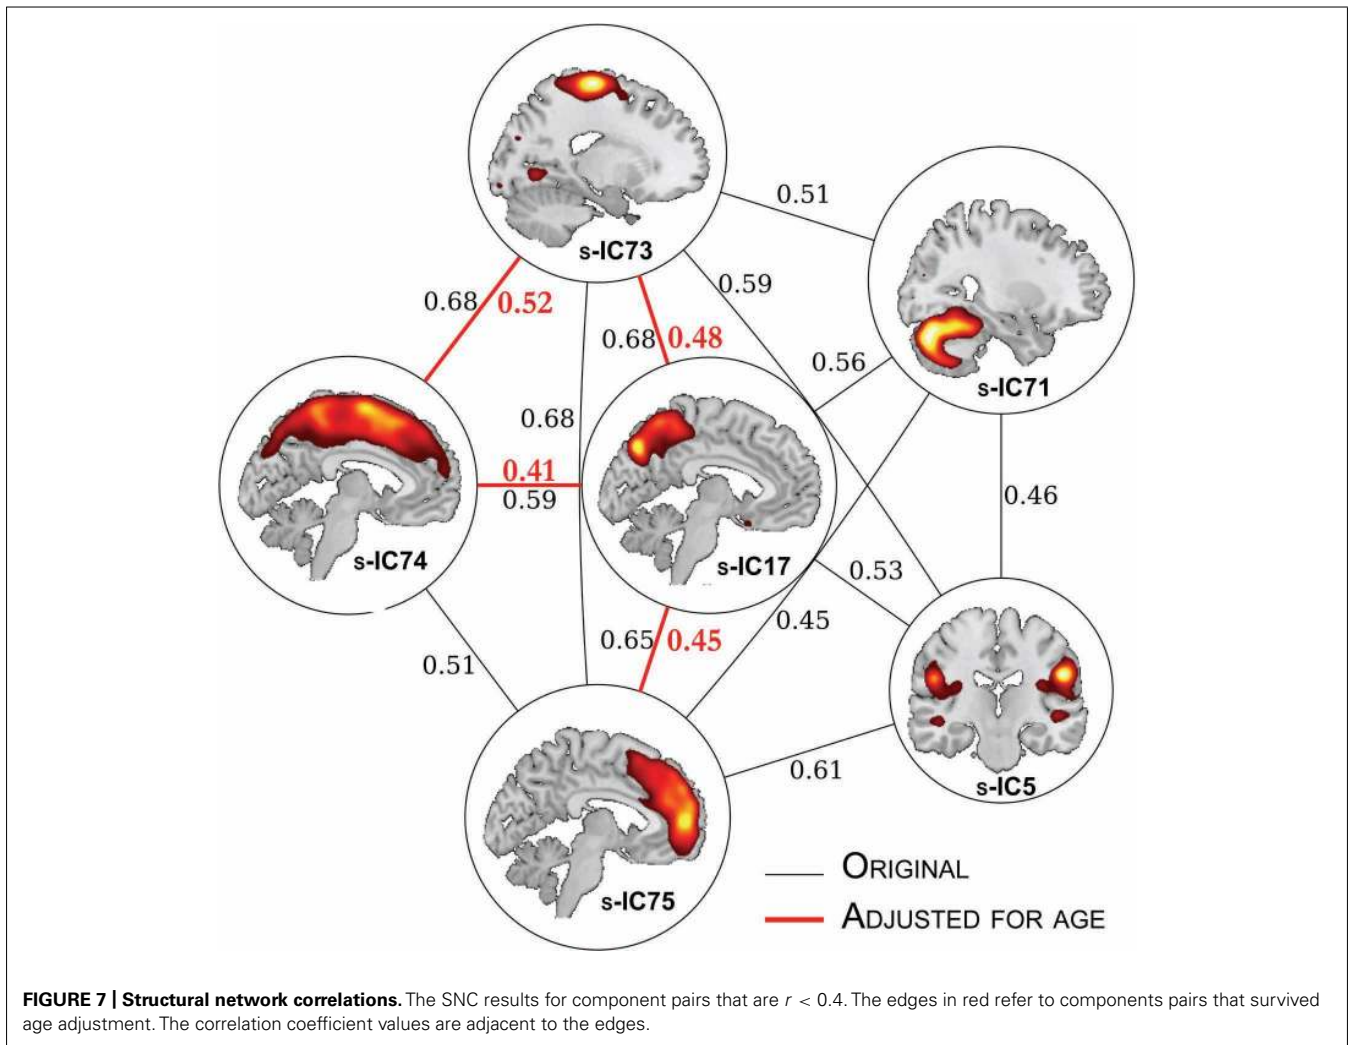 s-IC73
0.51
s-IC71
0.59
0.68
0.52
0.68
0.48
0.56
0.68
0.41
0.59
s-IC74
s-IC17
0.46
0.53
0.45
0.65
0.45
0.51
s-IC5
0.61
s-IC75
ORIGINAL
ADJUSTED FOR AGE
FIGURE 7 | Structural network correlations. The SNC results for component pairs that are r < 0.4. The edges in red refer to components pairs that survived
age adjustment. The correlation coefficient values are adjacent to the edges.